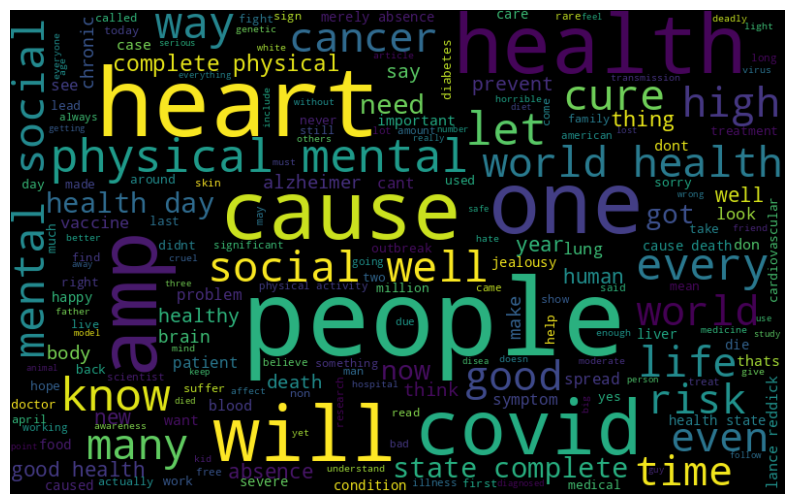 called
today
fight
sign
merely absence
care
rare
feel
deadly
light
everyone
age
serious
genetic
white
article
long
virus
mental social
chronic
way
cancer
health
case
complete physical
say
diabetes
prevent
transmission
see
everything
heart
include
without
need
horrible
come
cure
high
diet
lead
important
family
thing
american
lost
always
never
still
lot
amount
number
let
treatment
getting
others
really
must
dont
physical mental
world health
day
made
around
skin
alzheimer
cant
used
sorry
wrong
well
health day
cause
one
got
look
much
vaccine
last
may
safe
take
friend
cardiovascular
better
didnt
significant
outbreak
hate
year
lung
cause death
don
find
away
right
cruel
amp
social well
going
two
jealousy
came
human
said
mean
every
happy
three
problem
physical activity
million
show
help
make
world
father
live
model
healthy
people
due
enough
liver
medicine
use
study
body
mind
brain
believe
something
man
doesn
disea
die
thats
back
patient
now
good
moderate
life
animal
keep
death
think
spread
person
treat
give
hope
scientist
suffer
affect
non
hospital
research
symptom
yes
risk
lance reddick
doctor
know
died
new
want
blood
will
read
covid
big
health state
april
working
awareness
yet
bad
even
point
food
many
kid
guy
follow
good health
free
absence
understand
state complete
time
caused
actually
work
severe
condition
illness
first
diagnosed
medical